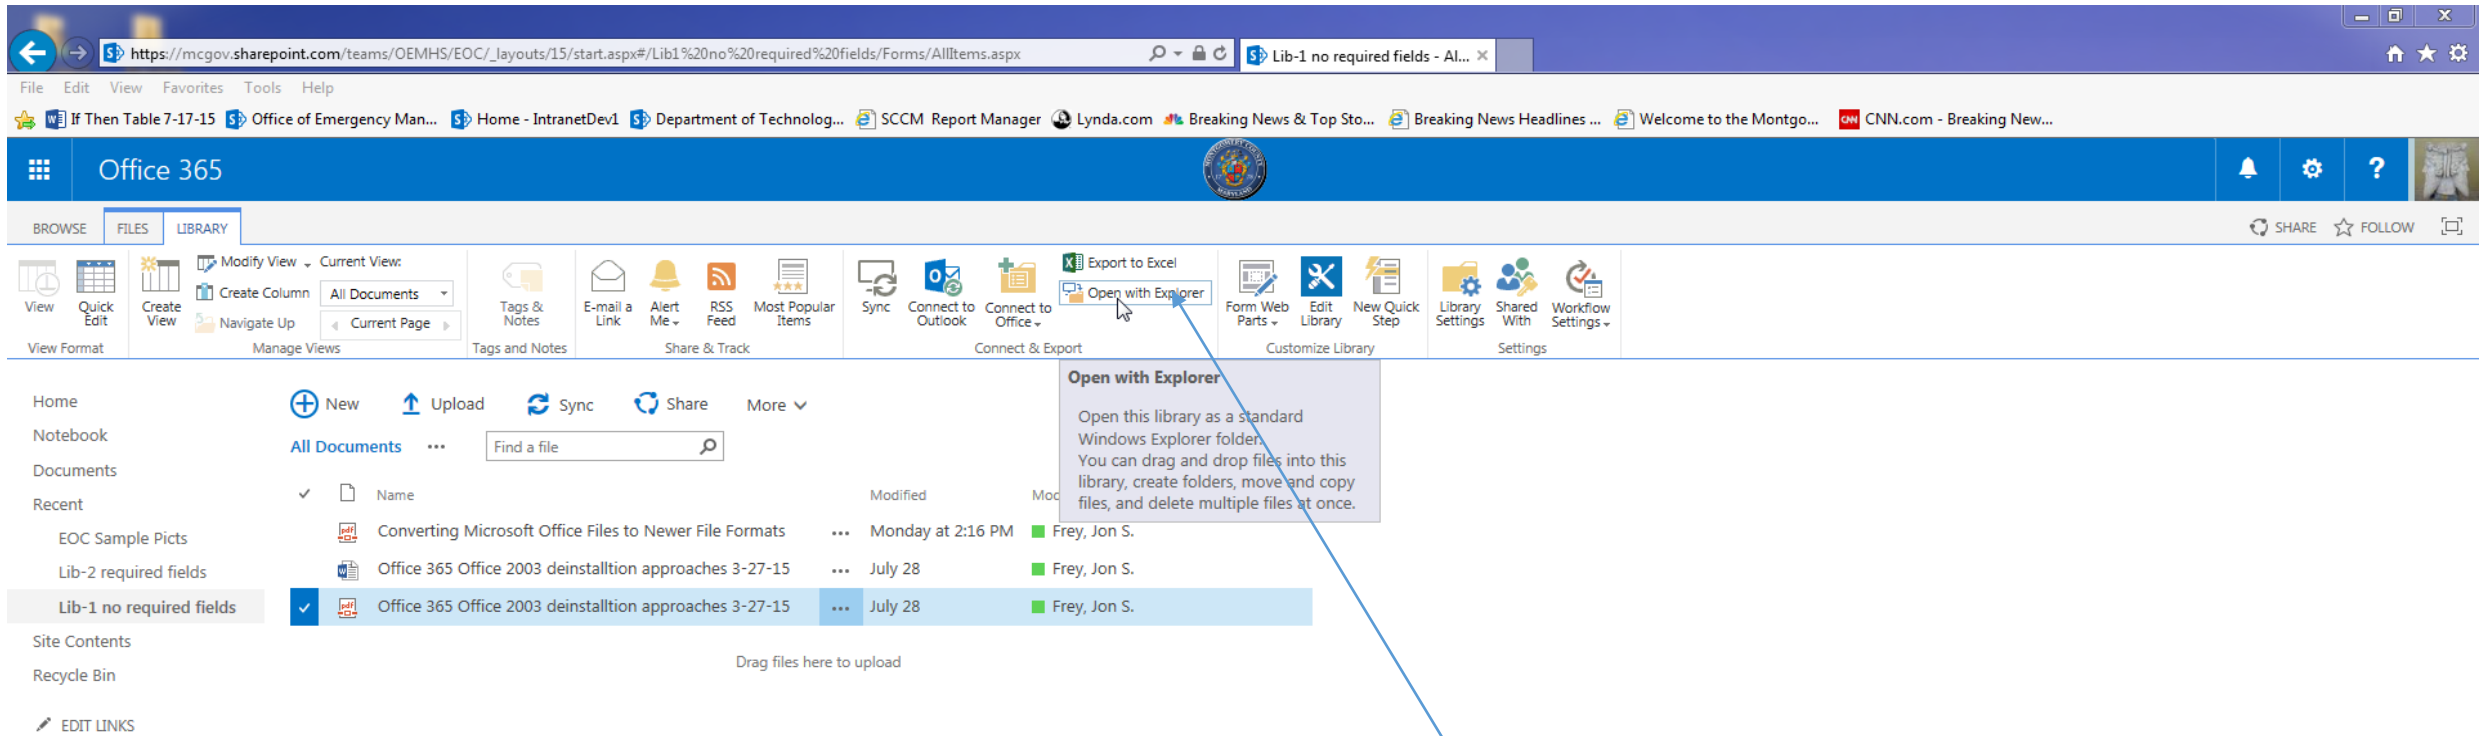 https://mcgov.sharepoint.com/teams/OEMHS/EOC/_layouts/15/start.aspx#/Lib1%20no%20required%20fields/Forms/AllItems.aspx
Lib-1 no required fields - Al...
File Edit View Favorites Tools Help
If Then Table 7-17-15 Office of Emergency Man... Home - IntranetDev1 Department of Technolog... SCCM Report Manager Lynda.com Breaking News & Top Sto... Breaking News Headlines ... Welcome to the Montgo... CNN.com - Breaking New...
Office 365
MONTGOMERY COUNTY
MARYLAND
BROWSE FILES LIBRARY
SHARE FOLLOW
View
Quick Edit
View Format
Create View
Modify View
Create Column
Navigate Up
Current View:
All Documents
Current Page
Manage Views
Tags & Notes
Tags and Notes
E-mail a Link
Alert Me
RSS Feed
Most Popular Items
Share & Track
Sync
Connect to Outlook
Connect to Office
Export to Excel
Open with Explorer
Connect & Export
Form Web Parts
Edit Library
New Quick Step
Customize Library
Library Settings
Shared With
Workflow Settings
Settings
Open with Explorer
Open this library as a standard
Windows Explorer folder.
You can drag and drop files into this
library, create folders, move and copy
files, and delete multiple files at once.
Home
Notebook
Documents
Recent
EOC Sample Picts
Lib-2 required fields
Lib-1 no required fields
Site Contents
Recycle Bin
EDIT LINKS
New Upload Sync Share More
All Documents ... Find a file
Name Modified Mod
Converting Microsoft Office Files to Newer File Formats ... Monday at 2:16 PM Frey, Jon S.
Office 365 Office 2003 deinstalltion approaches 3-27-15 ... July 28 Frey, Jon S.
Office 365 Office 2003 deinstalltion approaches 3-27-15 ... July 28 Frey, Jon S.
Drag files here to upload